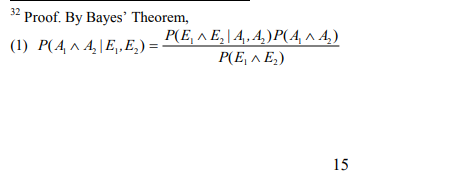 32 Proof. By Bayes' Theorem,
(1) P(A₁ ∧ A₂ | E₁, E₂) = P(E₁ ∧ E₂ | A₁, A₂)P(A₁ ∧ A₂) / P(E₁ ∧ E₂)
15